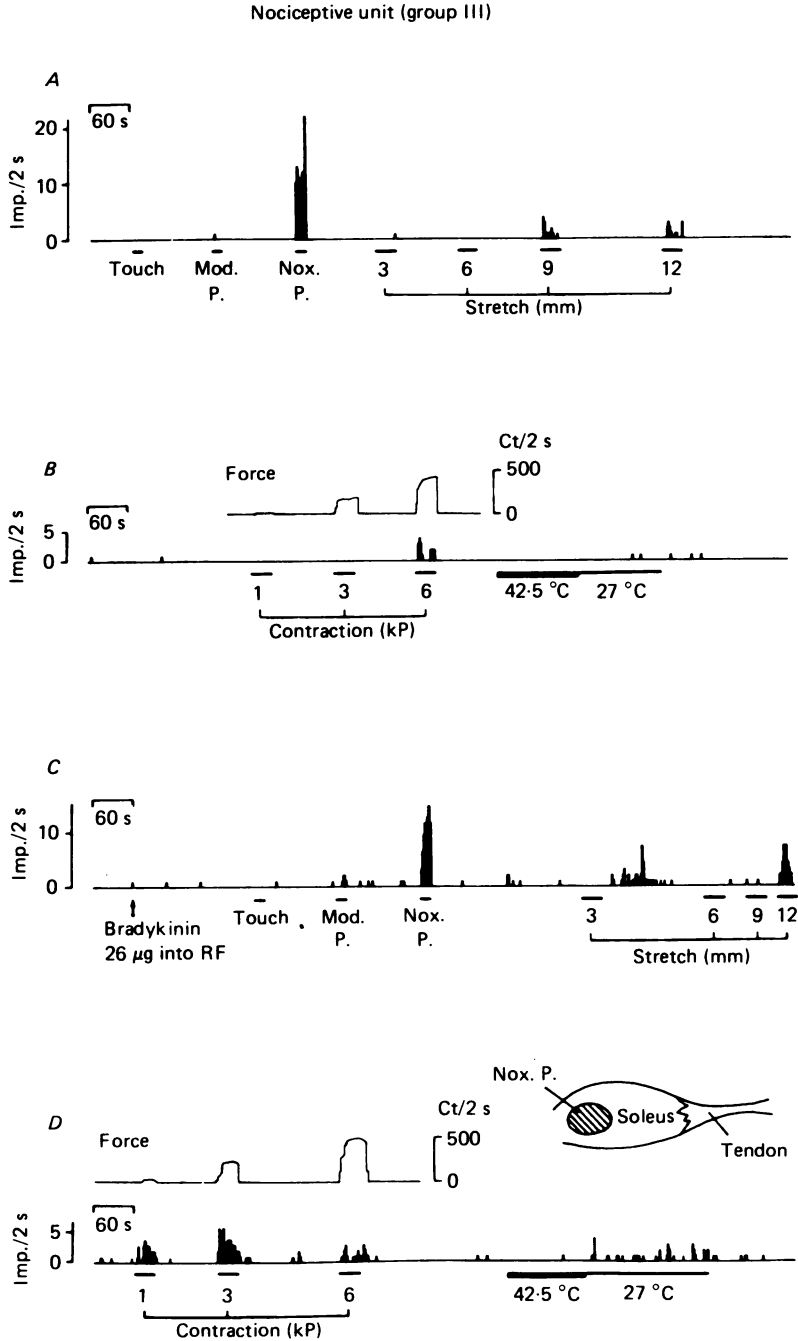 Nociceptive unit (group III)
A
60 s
20
10
0
Imp./2 s
Touch Mod. P. Nox. P. 3 6 9 12
Stretch (mm)
B
Force
Ct/2 s
500
0
60 s
5
0
Imp./2 s
1 3 6 42·5 °C 27 °C
Contraction (kP)
C
60 s
10
0
Imp./2 s
Bradykinin
26 µg into RF
Touch Mod. P. Nox. P. 3 6 9 12
Stretch (mm)
D
Force
Ct/2 s
500
0
Nox. P.
Soleus
Tendon
60 s
5
0
Imp./2 s
1 3 6 42·5 °C 27 °C
Contraction (kP)